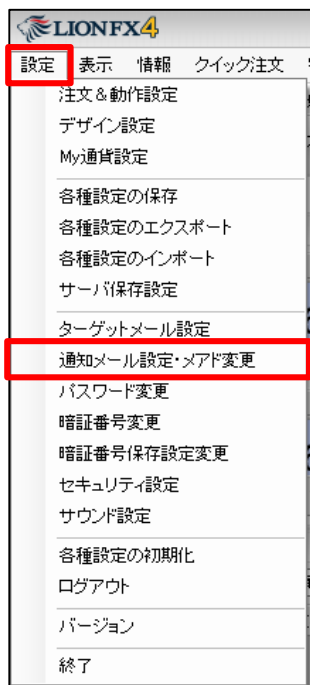 LIONFX4
設定 表示 情報 クイック注文
注文&動作設定
デザイン設定
My通貨設定
各種設定の保存
各種設定のエクスポート
各種設定のインポート
サーバ保存設定
ターゲットメール設定
通知メール設定・メアド変更
パスワード変更
暗証番号変更
暗証番号保存設定変更
セキュリティ設定
サウンド設定
各種設定の初期化
ログアウト
バージョン
終了